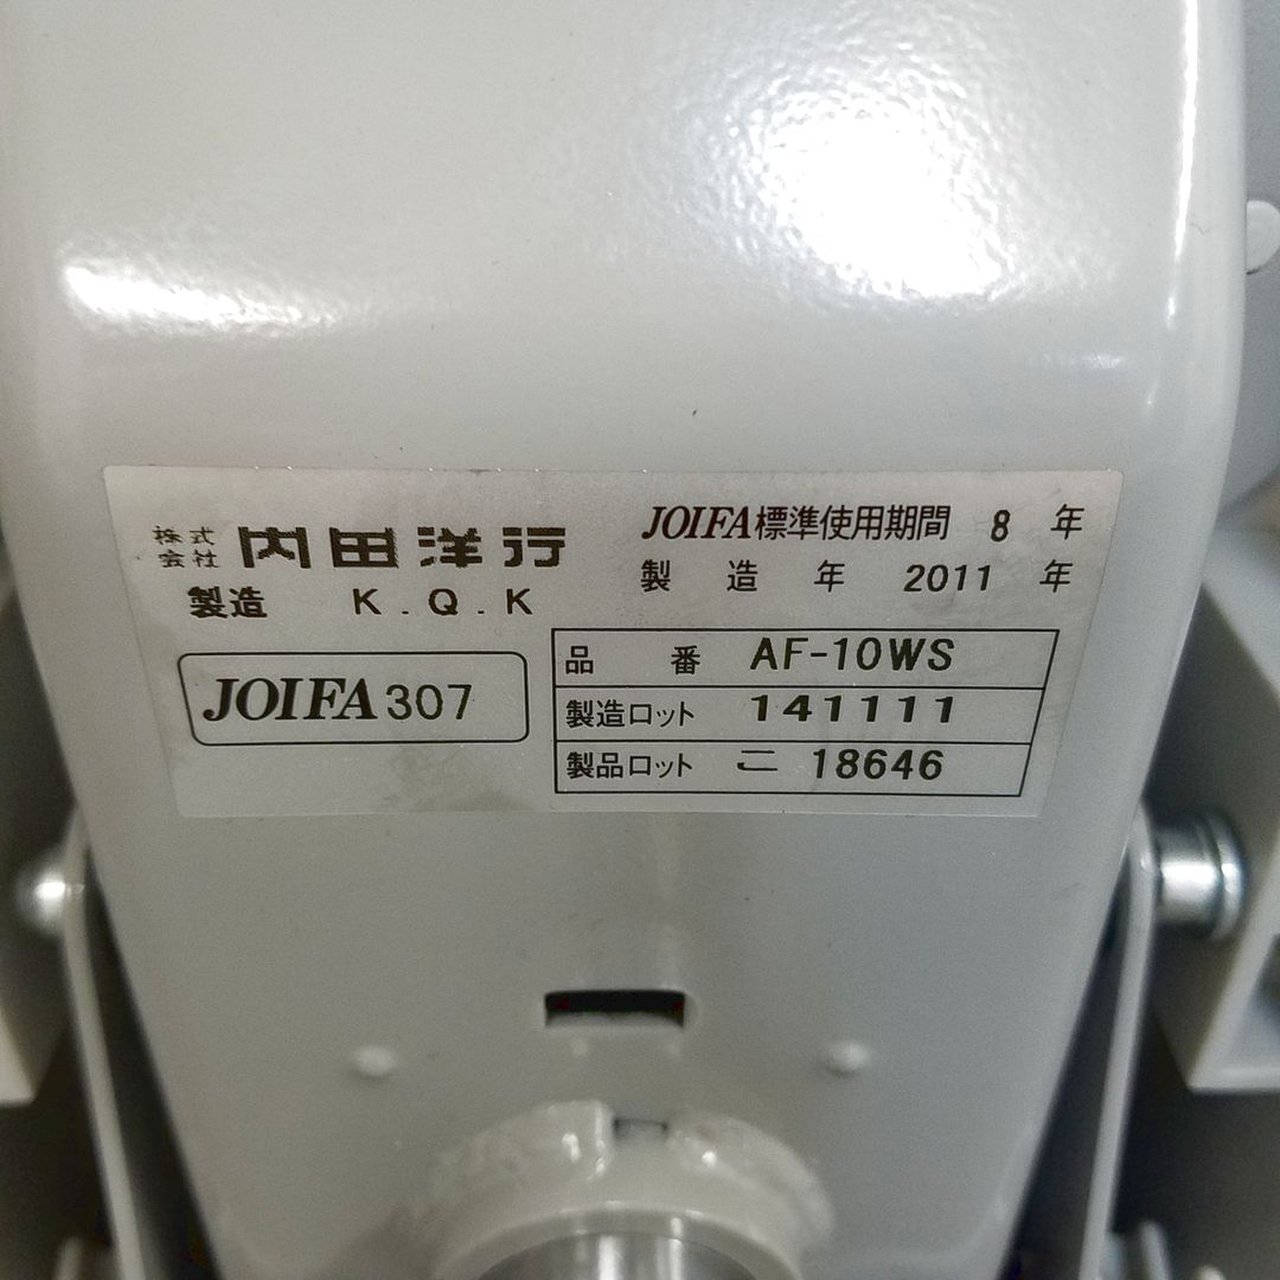 株式会社 内田洋行
製造 K.Q.K
JOIFA標準使用期間 8 年
製造年 2011 年
JOIFA 307
品番 AF-10WS
製造ロット 141111
製品ロット ニ 18646